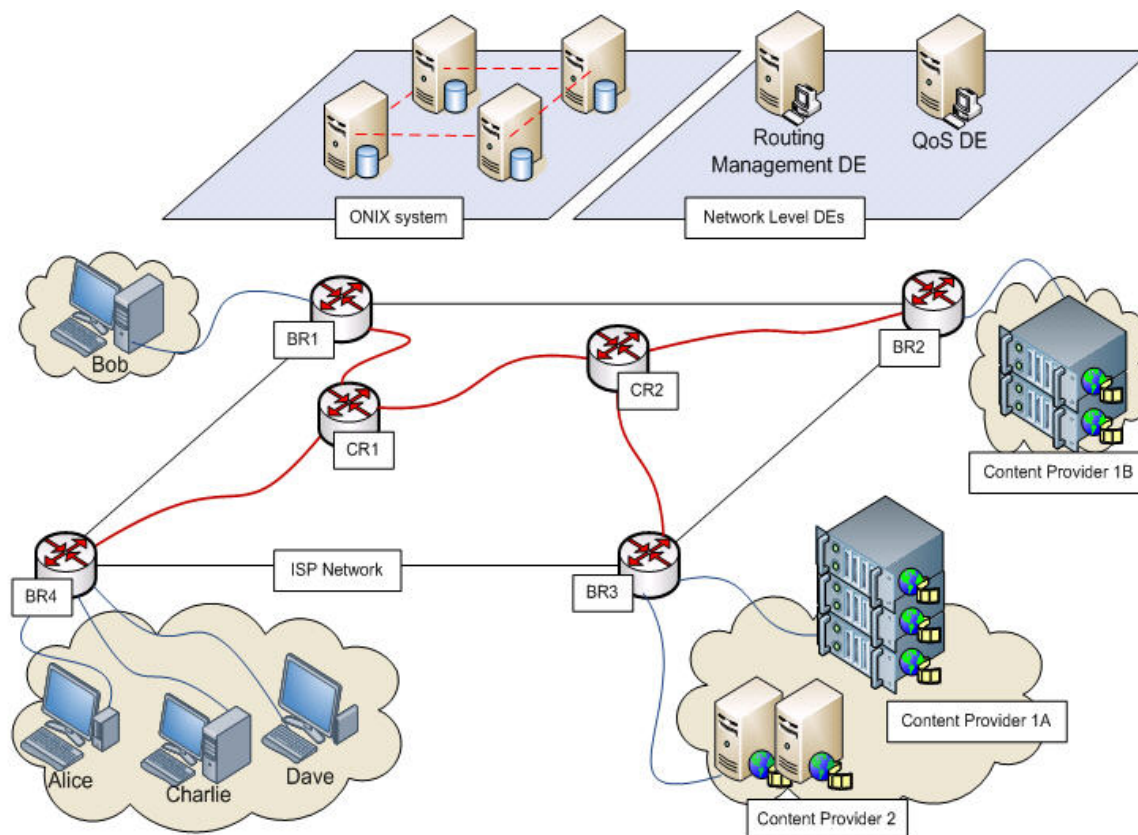 Routing
Management DE
QoS DE
ONIX system
Network Level DEs
Bob
BR1
BR2
CR2
CR1
Content Provider 1B
ISP Network
BR4
BR3
Content Provider 1A
Alice
Charlie
Dave
Content Provider 2